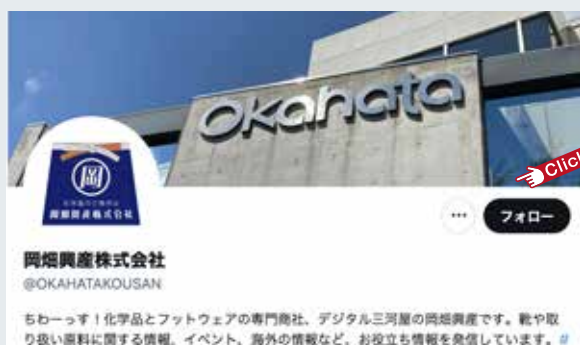 Okahata
岡
岡畑興産株式会社
Click
フォロー
岡畑興産株式会社
@OKAHATAKOUSAN
ちわーっす！化学品とフットウェアの専門商社、デジタル三河屋の岡畑興産です。靴や取
り扱い原料に関する情報、イベント、海外の情報など、お役立ち情報を発信しています。#